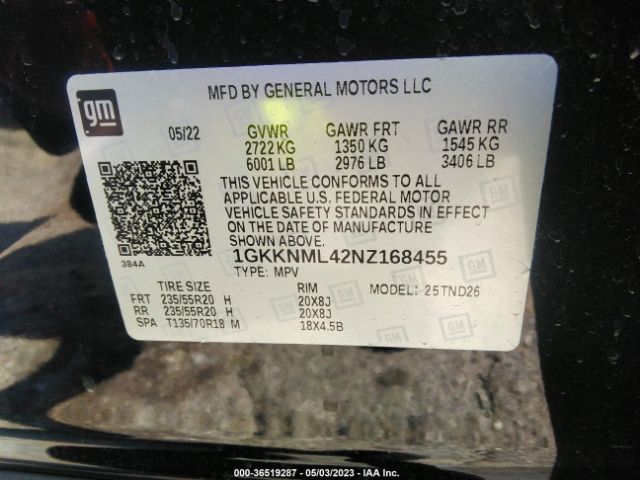 gm
MFD BY GENERAL MOTORS LLC
05/22 GVWR GAWR FRT GAWR RR
2722 KG 1350 KG 1545 KG
6001 LB 2976 LB 3406 LB
THIS VEHICLE CONFORMS TO ALL
APPLICABLE U.S. FEDERAL MOTOR
VEHICLE SAFETY STANDARDS IN EFFECT
ON THE DATE OF MANUFACTURE
SHOWN ABOVE.
384A
1GKKNML42NZ168455
TYPE: MPV
TIRE SIZE RIM MODEL: 25TND26
FRT 235/55R20 H 20X8J
RR 235/55R20 H 20X8J
SPA T135/70R18 M 18X4.5B
000-36519287 - 05/03/2023 - IAA Inc.